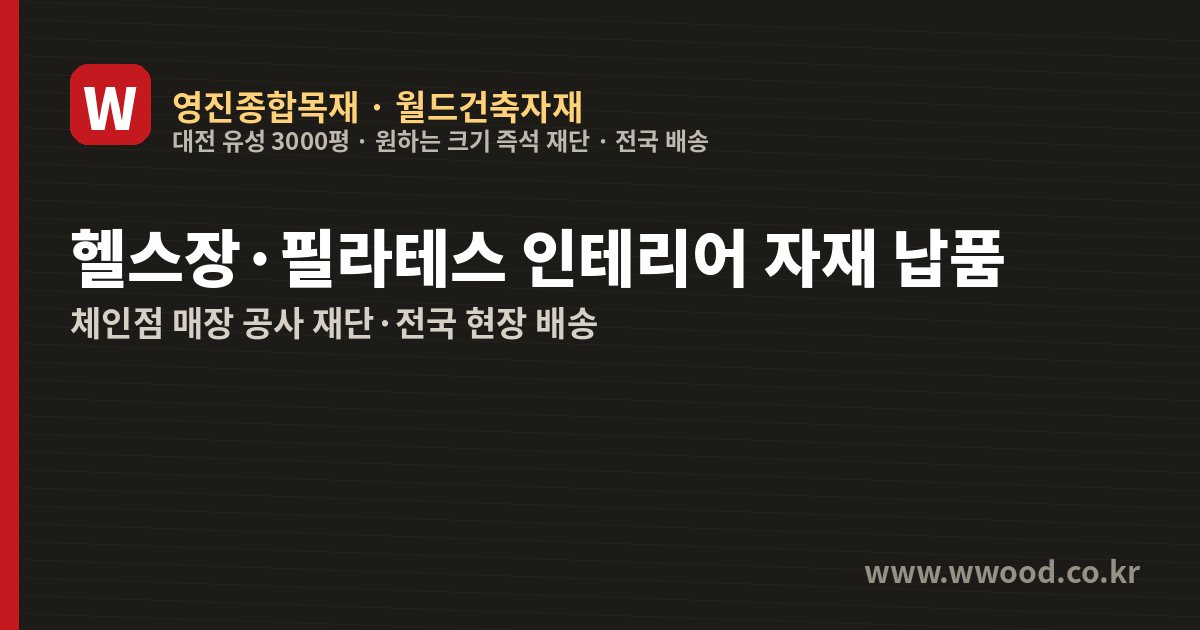 W
영진종합목재 · 월드건축자재
대전 유성 3000평 · 원하는 크기 즉석 재단 · 전국 배송
헬스장·필라테스 인테리어 자재 납품
체인점 매장 공사 재단·전국 현장 배송
www.wwood.co.kr